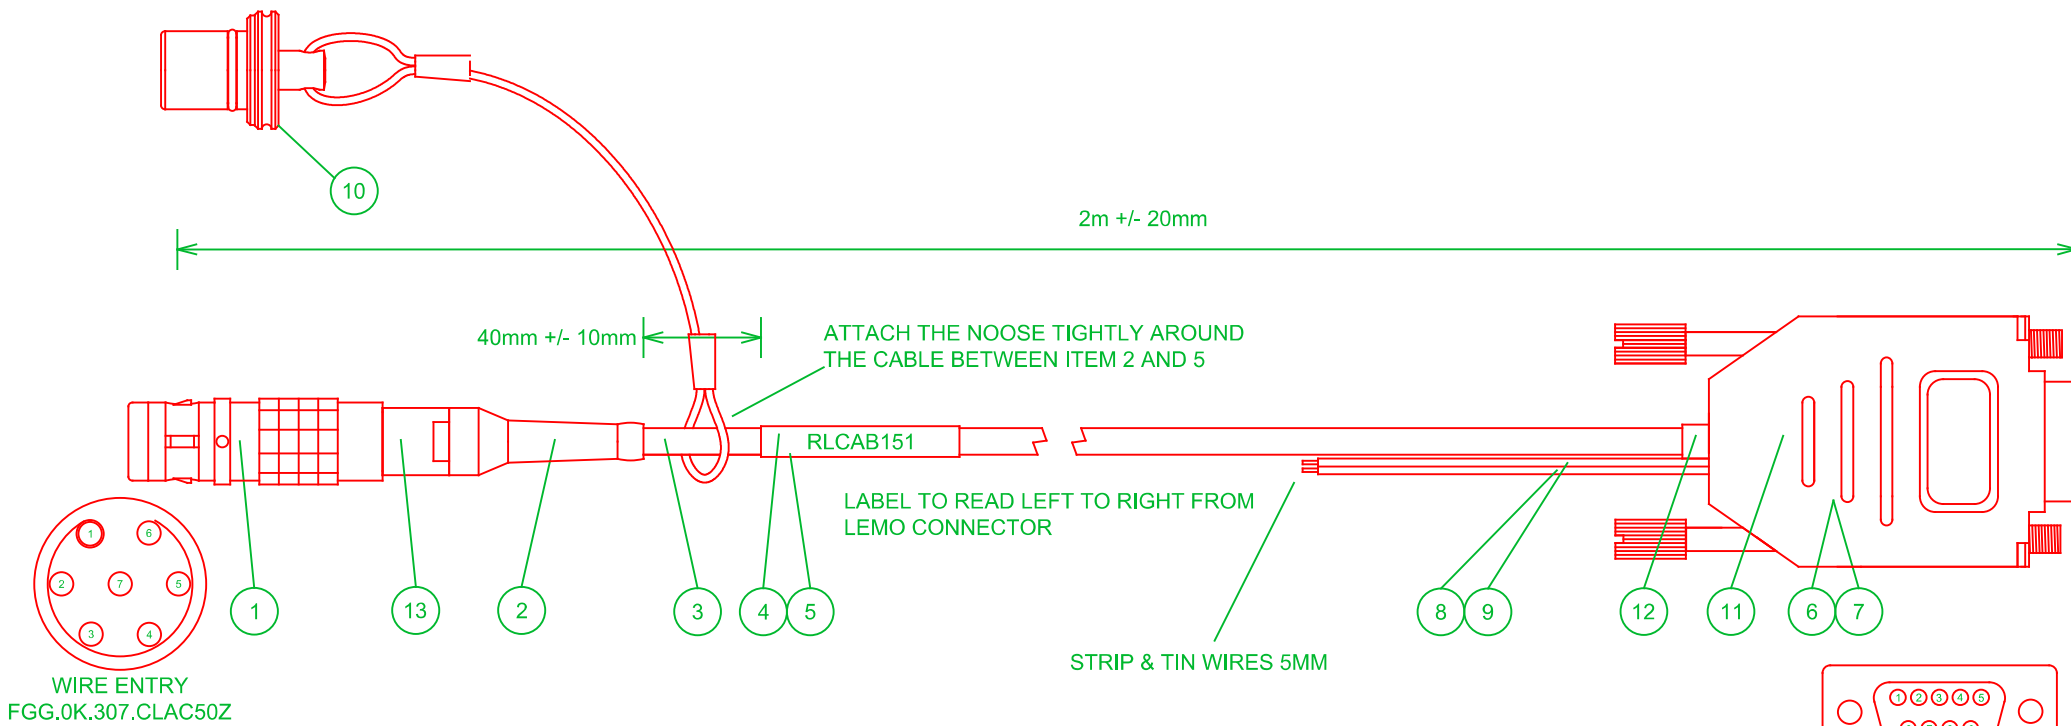 10
2m +/- 20mm
40mm +/- 10mm
ATTACH THE NOOSE TIGHTLY AROUND
THE CABLE BETWEEN ITEM 2 AND 5
RLCAB151
LABEL TO READ LEFT TO RIGHT FROM
LEMO CONNECTOR
1 6
2 7 5
3 4
1 13 2 3 4 5 8 9 12 11 6 7
STRIP & TIN WIRES 5MM
WIRE ENTRY
FGG.0K.307.CLAC50Z
1 2 3 4 5